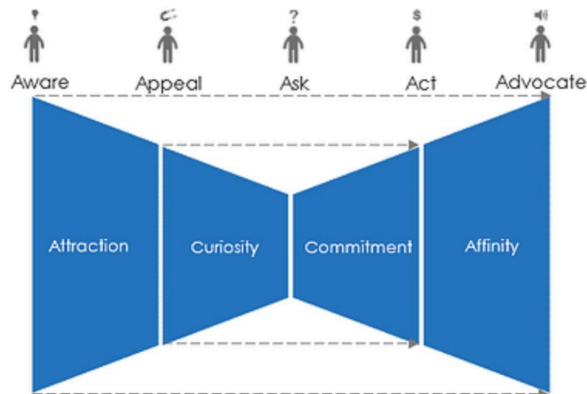 Aware Appeal Ask Act Advocate
Attraction Curiosity Commitment Affinity